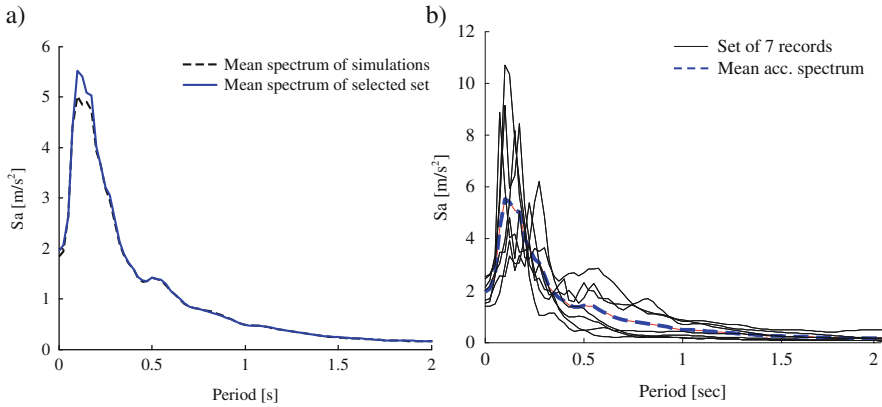 a)
6
5
4
3
2
1
0
Sa [m/s²]
0
0.5
1
1.5
2
Period [s]
Mean spectrum of simulations
Mean spectrum of selected set
b)
12
10
8
6
4
2
0
Sa [m/s²]
0
0.5
1
1.5
2
Period [sec]
Set of 7 records
Mean acc. spectrum